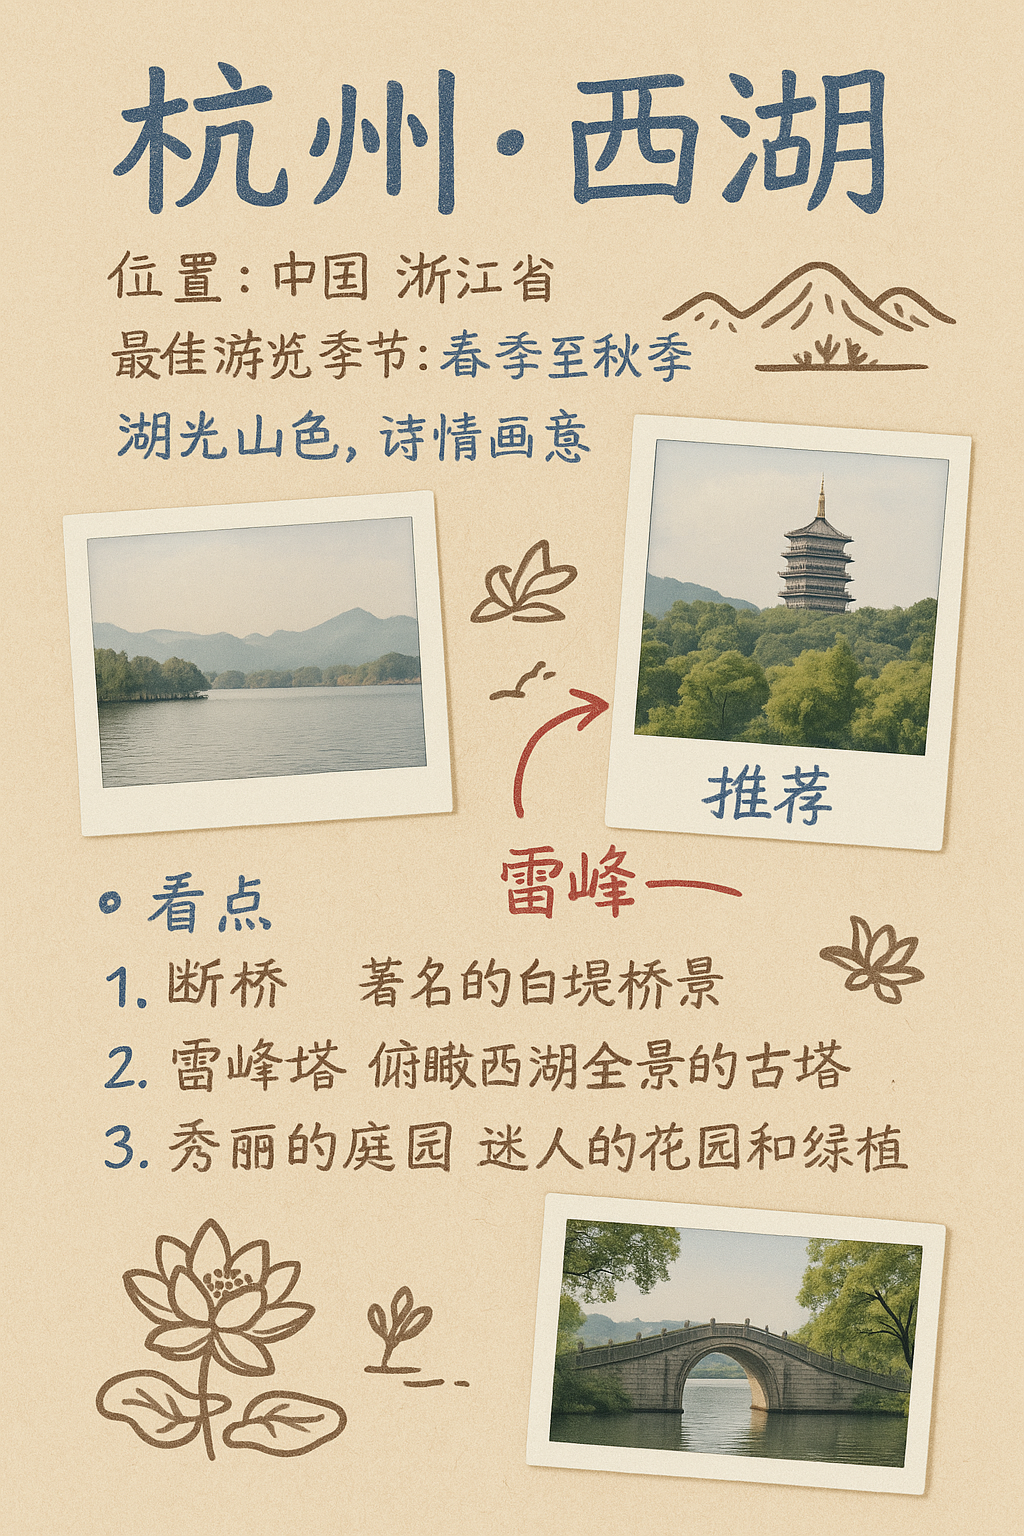 杭州·西湖
位置:中国 浙江省
最佳游览季节:春季至秋季
湖光山色,诗情画意
推荐
雷峰一
• 看点
1. 断桥 著名的白堤桥景
2. 雷峰塔 俯瞰西湖全景的古塔
3. 秀丽的庭园 迷人的花园和绿植